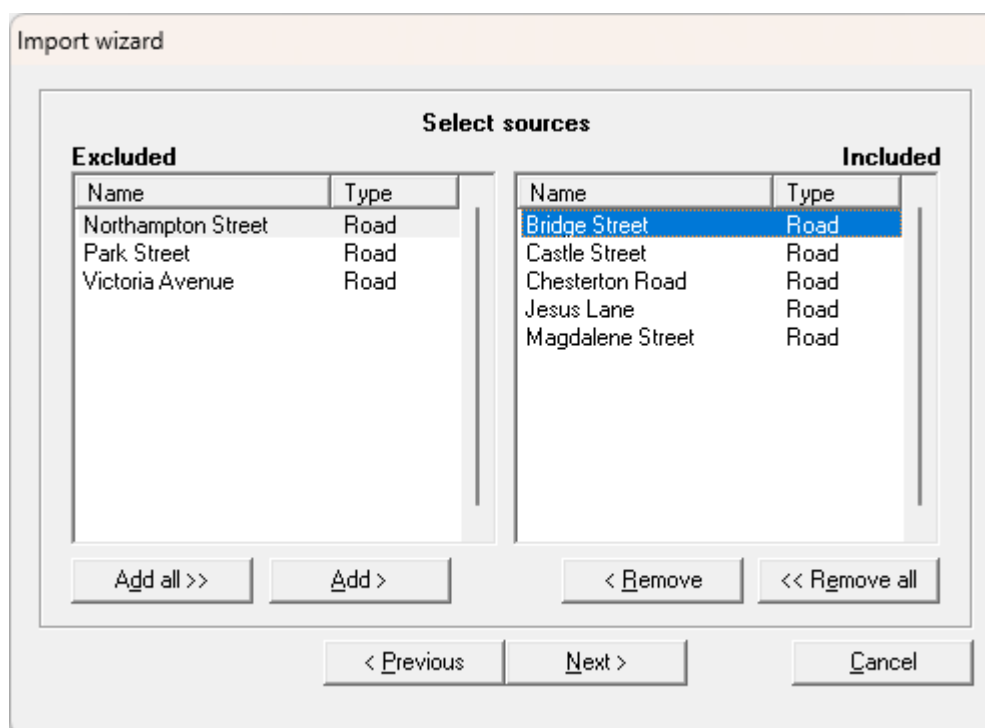 Import wizard
Select sources
Excluded Included
Name Type Name Type
Northampton Street Road Bridge Street Road
Park Street Road Castle Street Road
Victoria Avenue Road Chesterton Road Road
Jesus Lane Road
Magdalene Street Road
Add all >> Add > < Remove << Remove all
< Previous Next > Cancel